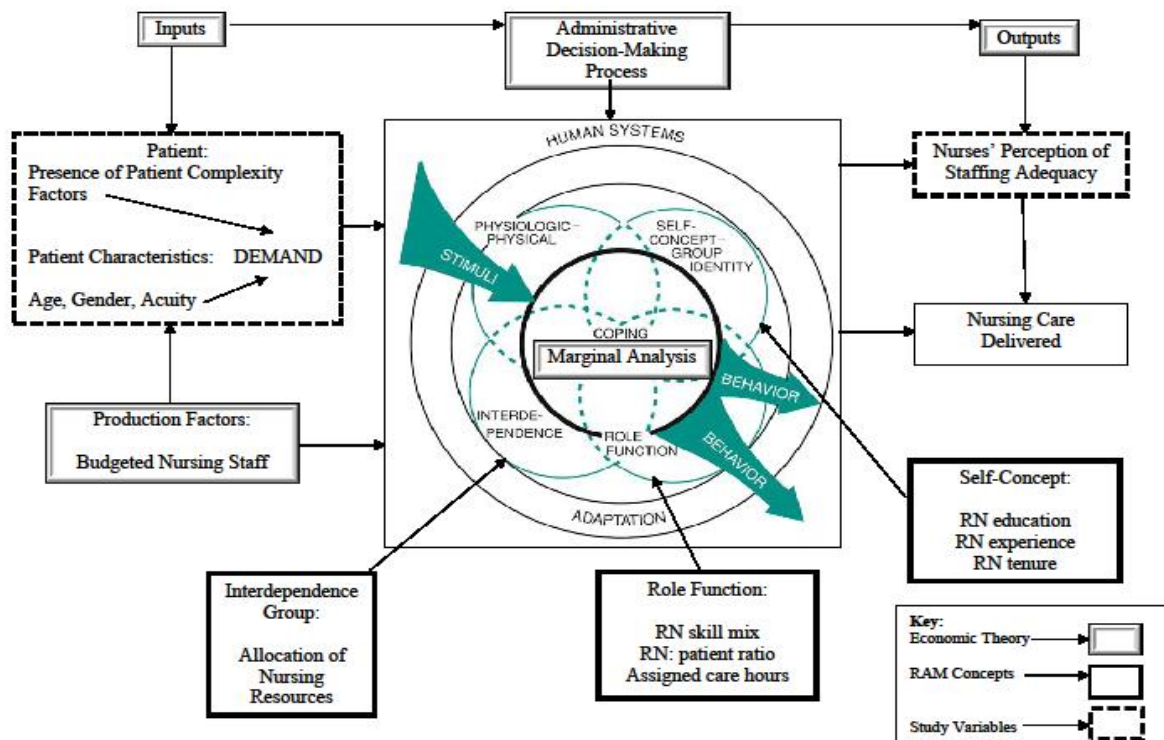 Inputs
Administrative
Decision-Making
Process
Outputs
Patient:
Presence of Patient Complexity
Factors
Patient Characteristics: DEMAND
Age, Gender, Acuity
Production Factors:
Budgeted Nursing Staff
HUMAN SYSTEMS
PHYSIOLOGIC–
PHYSICAL
SELF-
CONCEPT–
GROUP
IDENTITY
STIMULI
COPING
Marginal Analysis
BEHAVIOR
BEHAVIOR
INTERDE-
PENDENCE
ROLE
FUNCTION
ADAPTATION
Nurses’ Perception of
Staffing Adequacy
Nursing Care
Delivered
Self-Concept:
RN education
RN experience
RN tenure
Interdependence
Group:
Allocation of
Nursing
Resources
Role Function:
RN skill mix
RN: patient ratio
Assigned care hours
Key:
Economic Theory
RAM Concepts
Study Variables